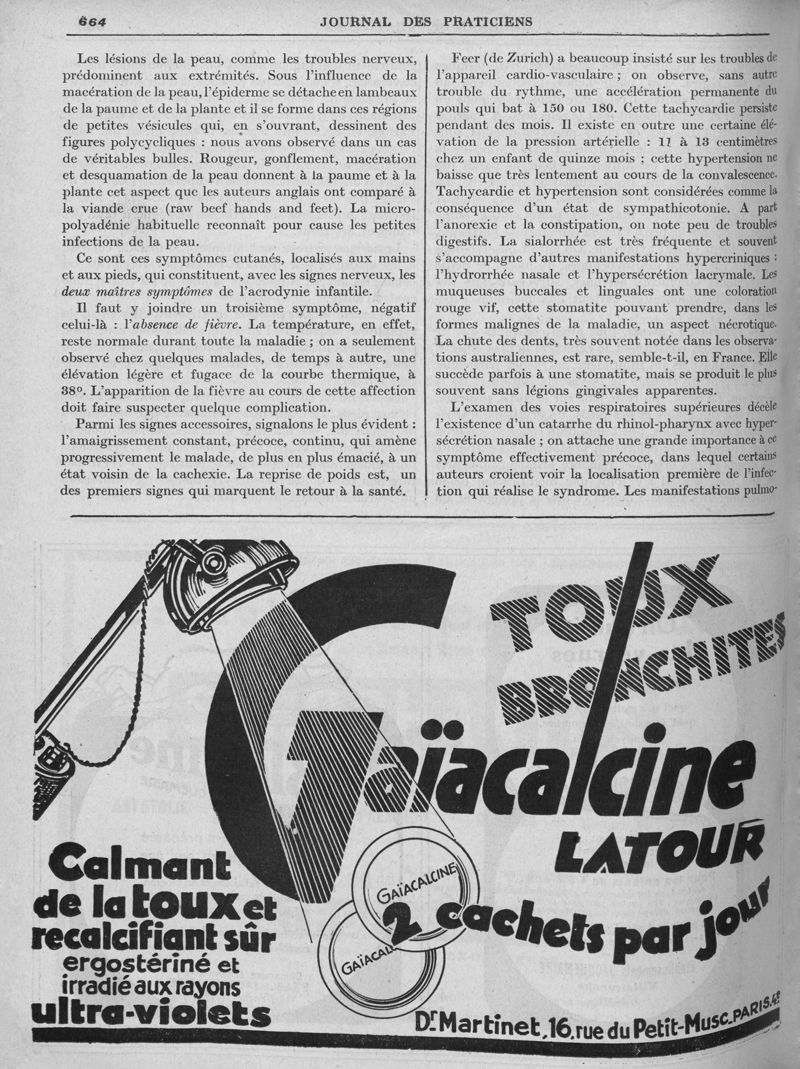 664
JOURNAL DES PRATICIENS
Les lésions de la peau, comme les troubles nerveux,
prédominent aux extrémités. Sous l'influence de la
macération de la peau, l'épiderme se détache en lambeaux
de la paume et de la plante et il se forme dans ces régions
de petites vésicules qui, en s'ouvrant, dessinent des
figures polycycliques : nous avons observé dans un cas
de véritables bulles. Rougeur, gonflement, macération
et desquamation de la peau donnent à la paume et à la
plante cet aspect que les auteurs anglais ont comparé à
la viande crue (raw beef hands and feet). La micro-
polyadénie habituelle reconnaît pour cause les petites
infections de la peau.
Ce sont ces symptômes cutanés, localisés aux mains
et aux pieds, qui constituent, avec les signes nerveux, les
deux maîtres symptômes de l'acrodynie infantile.
Il faut y joindre un troisième symptôme, négatif
celui-là : l'absence de fièvre. La température, en effet,
reste normale durant toute la maladie ; on a seulement
observé chez quelques malades, de temps à autre, une
élévation légère et fugace de la courbe thermique, à
38°. L'apparition de la fièvre au cours de cette affection
doit faire suspecter quelque complication.
Parmi les signes accessoires, signalons le plus évident :
l'amaigrissement constant, précoce, continu, qui amène
progressivement le malade, de plus en plus émacié, à un
état voisin de la cachexie. La reprise de poids est, un
des premiers signes qui marquent le retour à la santé.
Feer (de Zurich) a beaucoup insisté sur les troubles de
l'appareil cardio-vasculaire ; on observe, sans autre
trouble du rythme, une accélération permanente du
pouls qui bat à 150 ou 180. Cette tachycardie persiste
pendant des mois. Il existe en outre une certaine élé-
vation de la pression artérielle : 11 à 13 centimètres
chez un enfant de quinze mois ; cette hypertension ne
baisse que très lentement au cours de la convalescence.
Tachycardie et hypertension sont considérées comme la
conséquence d'un état de sympathicotonie. A part
l'anorexie et la constipation, on note peu de troubles
digestifs. La sialorrhée est très fréquente et souvent
s'accompagne d'autres manifestations hypercriniques :
l'hydrorrhée nasale et l'hypersécrétion lacrymale. Les
muqueuses buccales et linguales ont une coloration
rouge vif, cette stomatite pouvant prendre, dans les
formes malignes de la maladie, un aspect nécrotique.
La chute des dents, très souvent notée dans les observa-
tions australiennes, est rare, semble-t-il, en France. Elle
succède parfois à une stomatite, mais se produit le plus
souvent sans légions gingivales apparentes.
L'examen des voies respiratoires supérieures décèle
l'existence d'un catarrhe du rhinol-pharynx avec hyper-
sécrétion nasale ; on attache une grande importance à ce
symptôme effectivement précoce, dans lequel certains
auteurs croient voir la localisation première de l'infec-
tion qui réalise le syndrome. Les manifestations pulmo-
TOUX
BRONCHITES
Gaïacalcine
LATOUR
Calmant
de la toux et
recalcifiant sûr
ergostériné et
irradié aux rayons
ultra-violets
GAÏACALCINE
GAÏACAL
2 cachets par jour
Dr Martinet, 16, rue du Petit-Musc_PARIS.4e